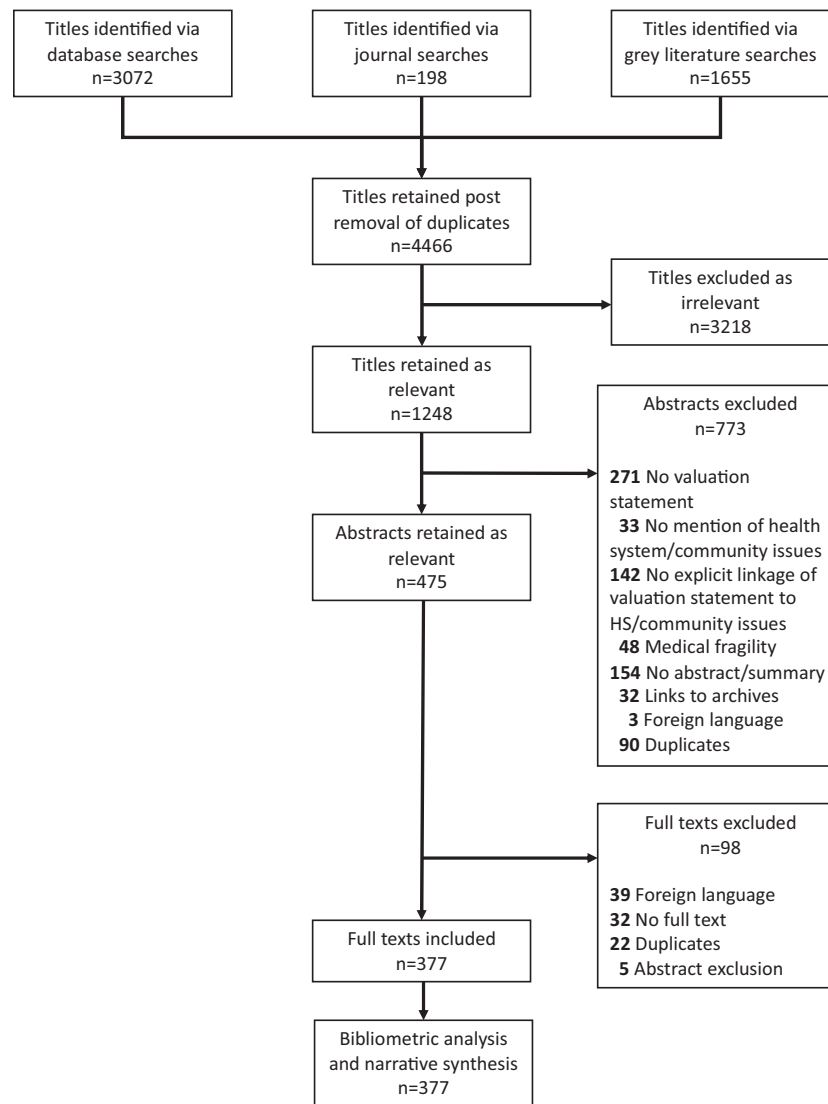 Titles identified via
database searches
n=3072
Titles identified via
journal searches
n=198
Titles identified via
grey literature searches
n=1655
Titles retained post
removal of duplicates
n=4466
Titles excluded as
irrelevant
n=3218
Titles retained as
relevant
n=1248
Abstracts excluded
n=773
271 No valuation
statement
33 No mention of health
system/community issues
142 No explicit linkage of
valuation statement to
HS/community issues
48 Medical fragility
154 No abstract/summary
32 Links to archives
3 Foreign language
90 Duplicates
Abstracts retained as
relevant
n=475
Full texts excluded
n=98
39 Foreign language
32 No full text
22 Duplicates
5 Abstract exclusion
Full texts included
n=377
Bibliometric analysis
and narrative synthesis
n=377